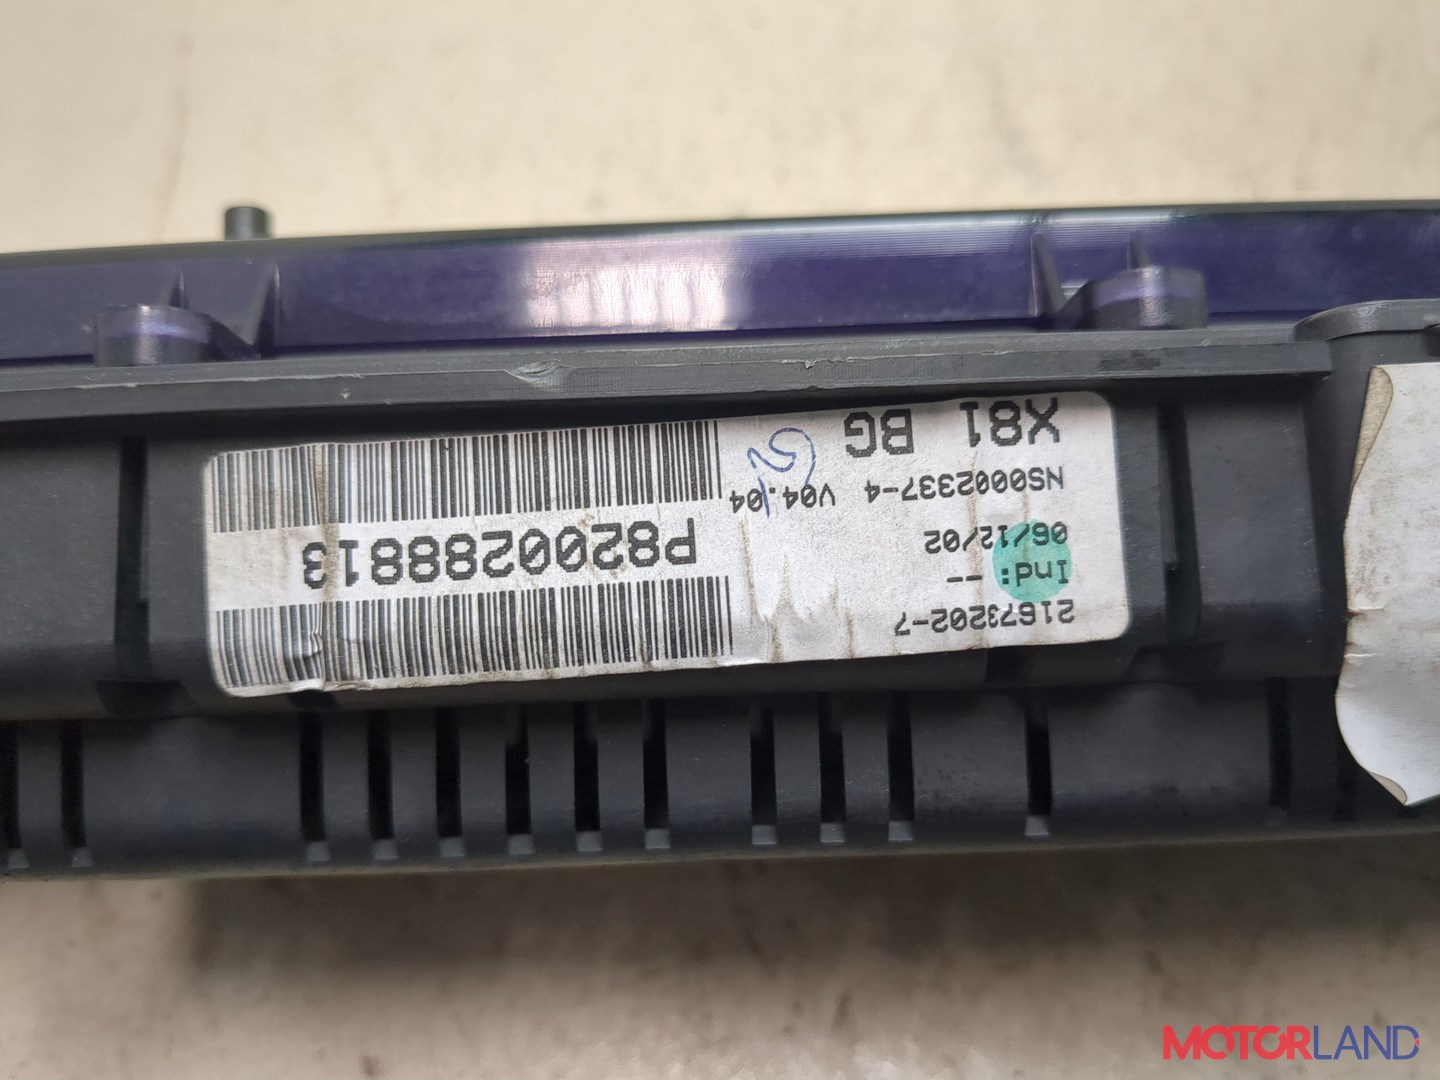 21673202-7
Ind: --
06/12/02
NS0002337-4 V04.04
X81 BG
P8200288813
MOTORLAND